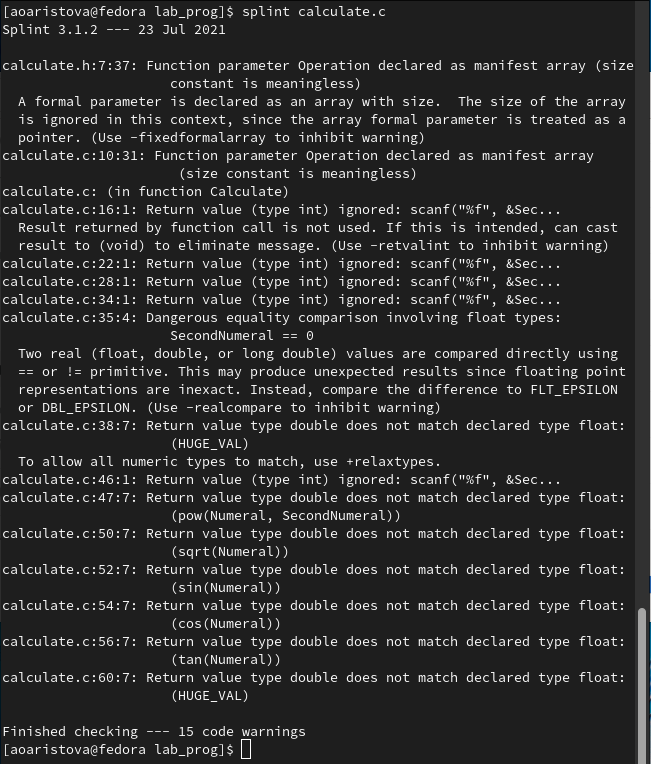 [aoaristova@fedora lab_prog]$ splint calculate.c
Splint 3.1.2 --- 23 Jul 2021

calculate.h:7:37: Function parameter Operation declared as manifest array (size
                     constant is meaningless)
  A formal parameter is declared as an array with size.  The size of the array
  is ignored in this context, since the array formal parameter is treated as a
  pointer. (Use -fixedformalarray to inhibit warning)
calculate.c:10:31: Function parameter Operation declared as manifest array
                      (size constant is meaningless)
calculate.c: (in function Calculate)
calculate.c:16:1: Return value (type int) ignored: scanf("%f", &Sec...
  Result returned by function call is not used. If this is intended, can cast
  result to (void) to eliminate message. (Use -retvalint to inhibit warning)
calculate.c:22:1: Return value (type int) ignored: scanf("%f", &Sec...
calculate.c:28:1: Return value (type int) ignored: scanf("%f", &Sec...
calculate.c:34:1: Return value (type int) ignored: scanf("%f", &Sec...
calculate.c:35:4: Dangerous equality comparison involving float types:
                     SecondNumeral == 0
  Two real (float, double, or long double) values are compared directly using
  == or != primitive. This may produce unexpected results since floating point
  representations are inexact. Instead, compare the difference to FLT_EPSILON
  or DBL_EPSILON. (Use -realcompare to inhibit warning)
calculate.c:38:7: Return value type double does not match declared type float:
                     (HUGE_VAL)
  To allow all numeric types to match, use +relaxtypes.
calculate.c:46:1: Return value (type int) ignored: scanf("%f", &Sec...
calculate.c:47:7: Return value type double does not match declared type float:
                     (pow(Numeral, SecondNumeral))
calculate.c:50:7: Return value type double does not match declared type float:
                     (sqrt(Numeral))
calculate.c:52:7: Return value type double does not match declared type float:
                     (sin(Numeral))
calculate.c:54:7: Return value type double does not match declared type float:
                     (cos(Numeral))
calculate.c:56:7: Return value type double does not match declared type float:
                     (tan(Numeral))
calculate.c:60:7: Return value type double does not match declared type float:
                     (HUGE_VAL)

Finished checking --- 15 code warnings
[aoaristova@fedora lab_prog]$